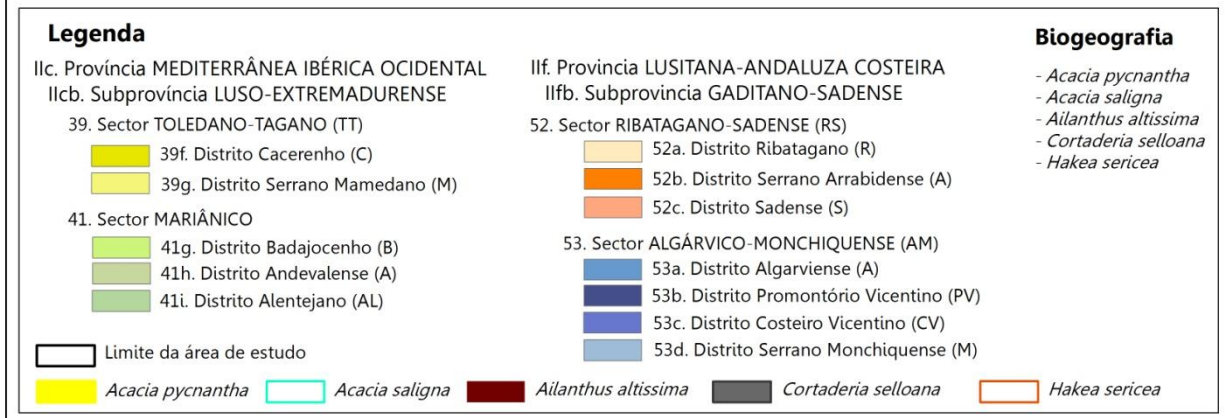 Legenda
IIc. Província MEDITERRÂNEA IBÉRICA OCIDENTAL
IIcb. Subprovíncia LUSO-EXTREMADURENSE
39. Sector TOLEDANO-TAGANO (TT)
39f. Distrito Cacerenho (C)
39g. Distrito Serrano Mamedano (M)
41. Sector MARIÂNICO
41g. Distrito Badajocenho (B)
41h. Distrito Andevalense (A)
41i. Distrito Alentejano (AL)
IIf. Provincia LUSITANA-ANDALUZA COSTEIRA
IIfb. Subprovincia GADITANO-SADENSE
52. Sector RIBATAGANO-SADENSE (RS)
52a. Distrito Ribatagano (R)
52b. Distrito Serrano Arrabidense (A)
52c. Distrito Sadense (S)
53. Sector ALGÁRVICO-MONCHIQUENSE (AM)
53a. Distrito Algarviense (A)
53b. Distrito Promontório Vicentino (PV)
53c. Distrito Costeiro Vicentino (CV)
53d. Distrito Serrano Monchiquense (M)
Biogeografia
- Acacia pycnantha
- Acacia saligna
- Ailanthus altissima
- Cortaderia selloana
- Hakea sericea
Limite da área de estudo
Acacia pycnantha Acacia saligna Ailanthus altissima Cortaderia selloana Hakea sericea